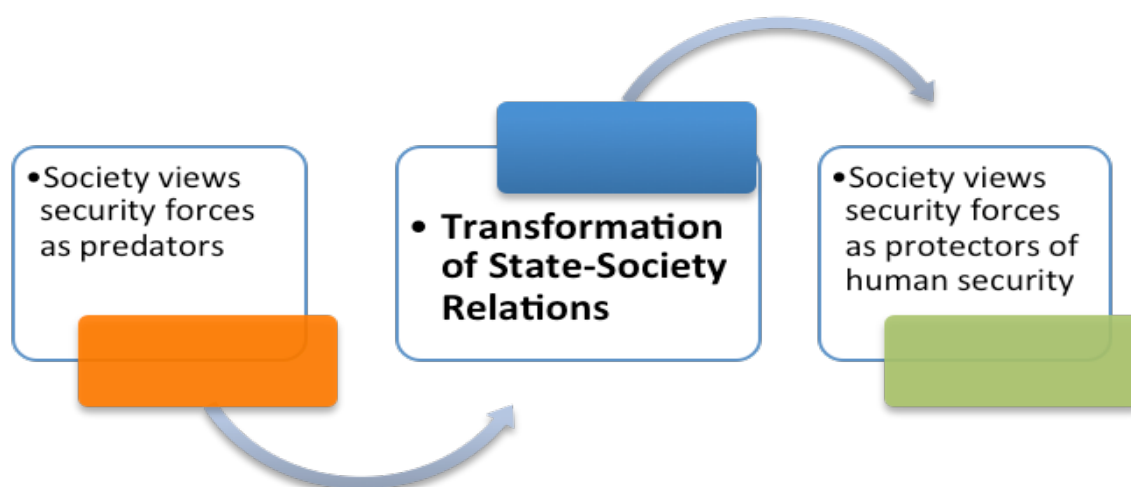 •Society views
security forces
as predators
• Transformation
of State-Society
Relations
•Society views
security forces
as protectors of
human security